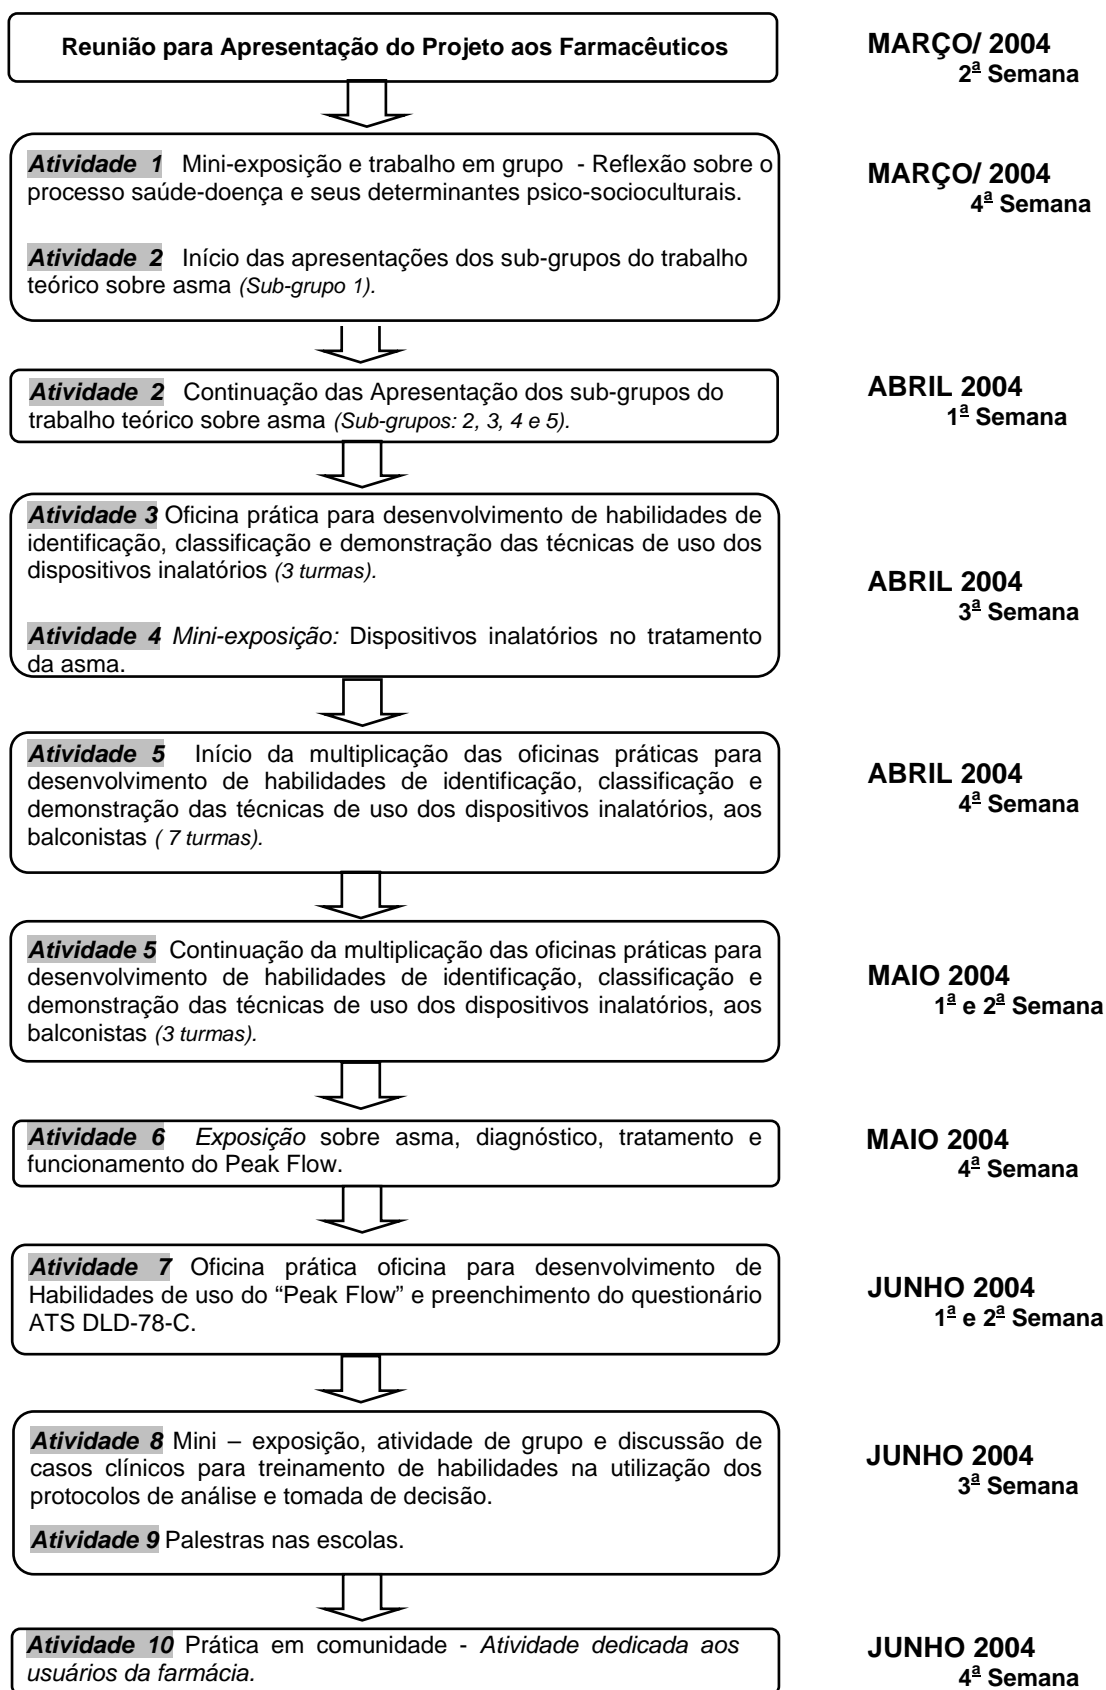 Reunião para Apresentação do Projeto aos Farmacêuticos
MARÇO/ 2004
2ª Semana
Atividade 1 Mini-exposição e trabalho em grupo - Reflexão sobre o
processo saúde-doença e seus determinantes psico-socioculturais.
Atividade 2 Início das apresentações dos sub-grupos do trabalho
teórico sobre asma (Sub-grupo 1).
MARÇO/ 2004
4ª Semana
Atividade 2 Continuação das Apresentação dos sub-grupos do
trabalho teórico sobre asma (Sub-grupos: 2, 3, 4 e 5).
ABRIL 2004
1ª Semana
Atividade 3 Oficina prática para desenvolvimento de habilidades de
identificação, classificação e demonstração das técnicas de uso dos
dispositivos inalatórios (3 turmas).
Atividade 4 Mini-exposição: Dispositivos inalatórios no tratamento
da asma.
ABRIL 2004
3ª Semana
Atividade 5 Início da multiplicação das oficinas práticas para
desenvolvimento de habilidades de identificação, classificação e
demonstração das técnicas de uso dos dispositivos inalatórios, aos
balconistas ( 7 turmas).
ABRIL 2004
4ª Semana
Atividade 5 Continuação da multiplicação das oficinas práticas para
desenvolvimento de habilidades de identificação, classificação e
demonstração das técnicas de uso dos dispositivos inalatórios, aos
balconistas (3 turmas).
MAIO 2004
1ª e 2ª Semana
Atividade 6 Exposição sobre asma, diagnóstico, tratamento e
funcionamento do Peak Flow.
MAIO 2004
4ª Semana
Atividade 7 Oficina prática oficina para desenvolvimento de
Habilidades de uso do “Peak Flow” e preenchimento do questionário
ATS DLD-78-C.
JUNHO 2004
1ª e 2ª Semana
Atividade 8 Mini – exposição, atividade de grupo e discussão de
casos clínicos para treinamento de habilidades na utilização dos
protocolos de análise e tomada de decisão.
Atividade 9 Palestras nas escolas.
JUNHO 2004
3ª Semana
Atividade 10 Prática em comunidade - Atividade dedicada aos
usuários da farmácia.
JUNHO 2004
4ª Semana